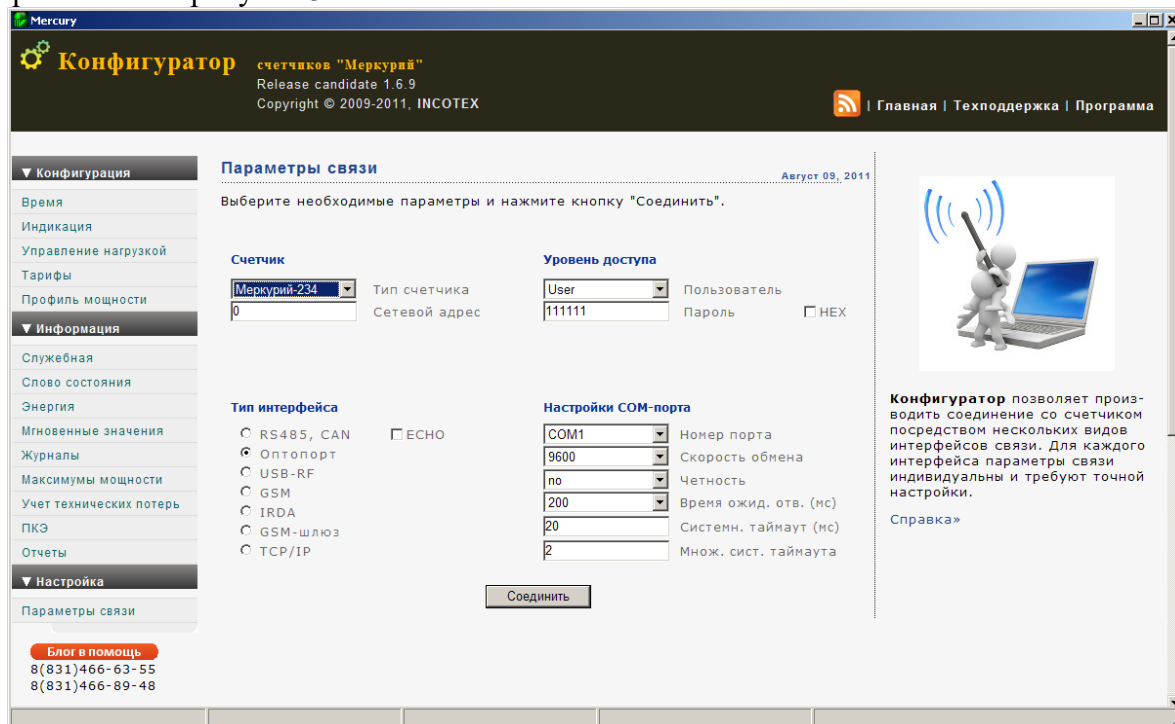 Mercury
Конфигуратор
счетчиков "Меркурий"
Release candidate 1.6.9
Copyright © 2009-2011, INCOTEX
| Главная | Техподдержка | Программа
▼ Конфигурация
Время
Индикация
Управление нагрузкой
Тарифы
Профиль мощности
▼ Информация
Служебная
Слово состояния
Энергия
Мгновенные значения
Журналы
Максимумы мощности
Учет технических потерь
ПКЭ
Отчеты
▼ Настройка
Параметры связи
Блог в помощь
8(831)466-63-55
8(831)466-89-48
Параметры связи
Август 09, 2011
Выберите необходимые параметры и нажмите кнопку "Соединить".
Счетчик
Меркурий-234 Тип счетчика
0 Сетевой адрес
Уровень доступа
User Пользователь
111111 Пароль HEX
Тип интерфейса
RS485, CAN ECHO
Оптопорт
USB-RF
GSM
IRDA
GSM-шлюз
TCP/IP
Настройки COM-порта
COM1 Номер порта
9600 Скорость обмена
no Четность
200 Время ожид. отв. (мс)
20 Системн. таймаут (мс)
2 Множ. сист. таймаута
Соединить
Конфигуратор позволяет произ-
водить соединение со счетчиком
посредством нескольких видов
интерфейсов связи. Для каждого
интерфейса параметры связи
индивидуальны и требуют точной
настройки.
Справка»